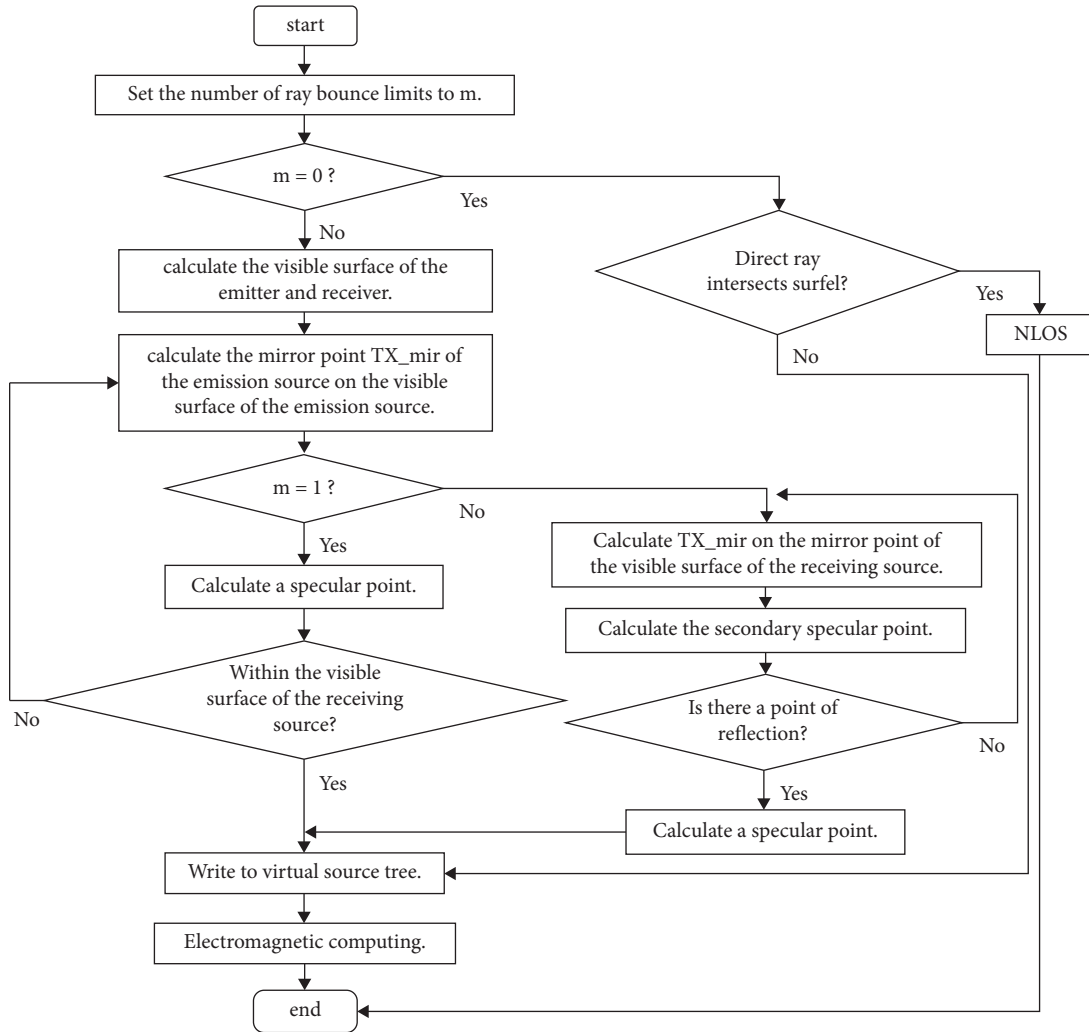 start
Set the number of ray bounce limits to m.
m = 0 ?
Yes
No
calculate the visible surface of the
emitter and receiver.
Direct ray
intersects surfel?
Yes
NLOS
No
calculate the mirror point TX_mir of
the emission source on the visible
surface of the emission source.
m = 1 ?
No
Yes
Calculate TX_mir on the mirror point of
the visible surface of the receiving source.
Calculate a specular point.
Calculate the secondary specular point.
Within the visible
surface of the receiving
source?
No
Is there a point of
reflection?
No
Yes
Yes
Calculate a specular point.
Write to virtual source tree.
Electromagnetic computing.
end